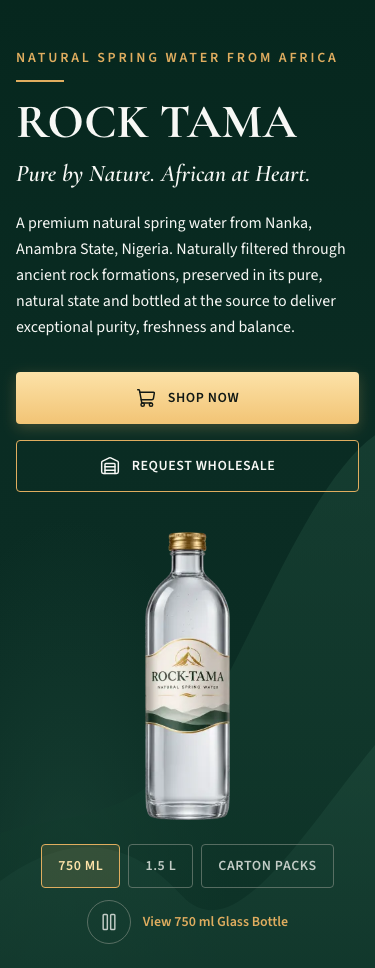 NATURAL SPRING WATER FROM AFRICA
ROCK TAMA
Pure by Nature. African at Heart.
A premium natural spring water from Nanka,
Anambra State, Nigeria. Naturally filtered through
ancient rock formations, preserved in its pure,
natural state and bottled at the source to deliver
exceptional purity, freshness and balance.
SHOP NOW
REQUEST WHOLESALE
ROCK-TAMA
NATURAL SPRING WATER
750 ML
1.5 L
CARTON PACKS
View 750 ml Glass Bottle